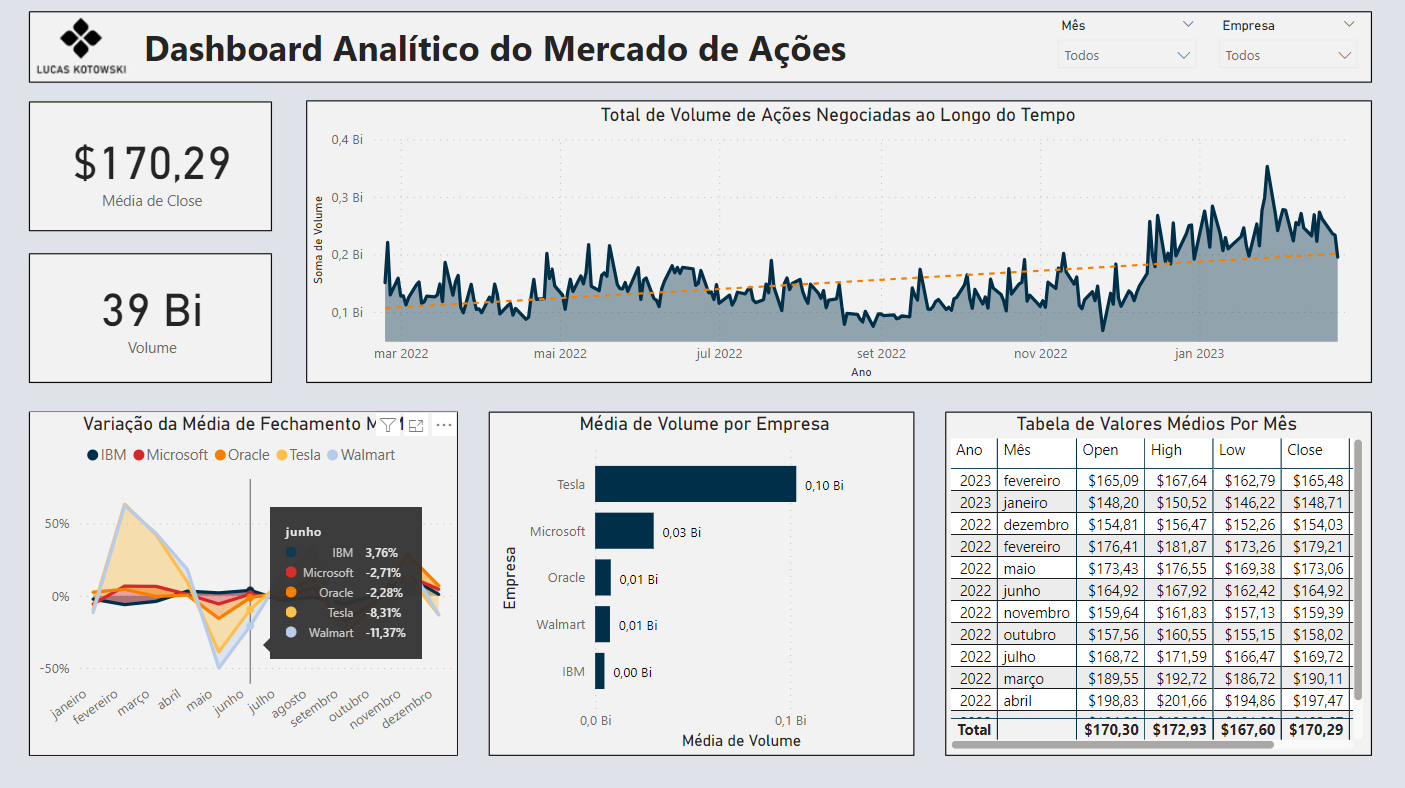 LUCAS KOTOWSKI
Dashboard Analítico do Mercado de Ações
Mês
Todos
Empresa
Todos
$170,29
Média de Close
39 Bi
Volume
Total de Volume de Ações Negociadas ao Longo do Tempo
Soma de Volume
0,4 Bi
0,3 Bi
0,2 Bi
0,1 Bi
mar 2022 mai 2022 jul 2022 set 2022 nov 2022 jan 2023
Ano
Variação da Média de Fechamento
IBM Microsoft Oracle Tesla Walmart
50%
0%
-50%
janeiro fevereiro março abril maio junho julho agosto setembro outubro novembro dezembro
junho
IBM 3,76%
Microsoft -2,71%
Oracle -2,28%
Tesla -8,31%
Walmart -11,37%
Média de Volume por Empresa
Empresa
Tesla 0,10 Bi
Microsoft 0,03 Bi
Oracle 0,01 Bi
Walmart 0,01 Bi
IBM 0,00 Bi
0,0 Bi 0,1 Bi
Média de Volume
Tabela de Valores Médios Por Mês
Ano Mês Open High Low Close
2023 fevereiro $165,09 $167,64 $162,79 $165,48
2023 janeiro $148,20 $150,52 $146,22 $148,71
2022 dezembro $154,81 $156,47 $152,26 $154,03
2022 fevereiro $176,41 $181,87 $173,26 $179,21
2022 maio $173,43 $176,55 $169,38 $173,06
2022 junho $164,92 $167,92 $162,42 $164,92
2022 novembro $159,64 $161,83 $157,13 $159,39
2022 outubro $157,56 $160,55 $155,15 $158,02
2022 julho $168,72 $171,59 $166,47 $169,72
2022 março $189,55 $192,72 $186,72 $190,11
2022 abril $198,83 $201,66 $194,86 $197,47
Total $170,30 $172,93 $167,60 $170,29